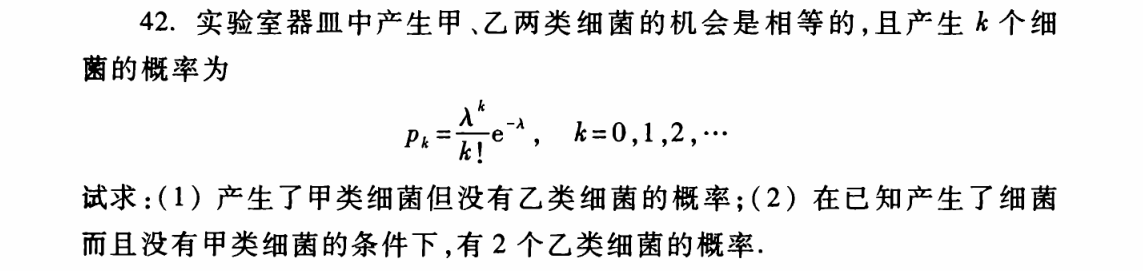 42. 实验室器皿中产生甲、乙两类细菌的机会是相等的,且产生 k 个细
菌的概率为
p_k = \frac{λ^k}{k!} e^{-λ}, k=0,1,2,⋯
试求:(1) 产生了甲类细菌但没有乙类细菌的概率;(2) 在已知产生了细菌
而且没有甲类细菌的条件下,有 2 个乙类细菌的概率.